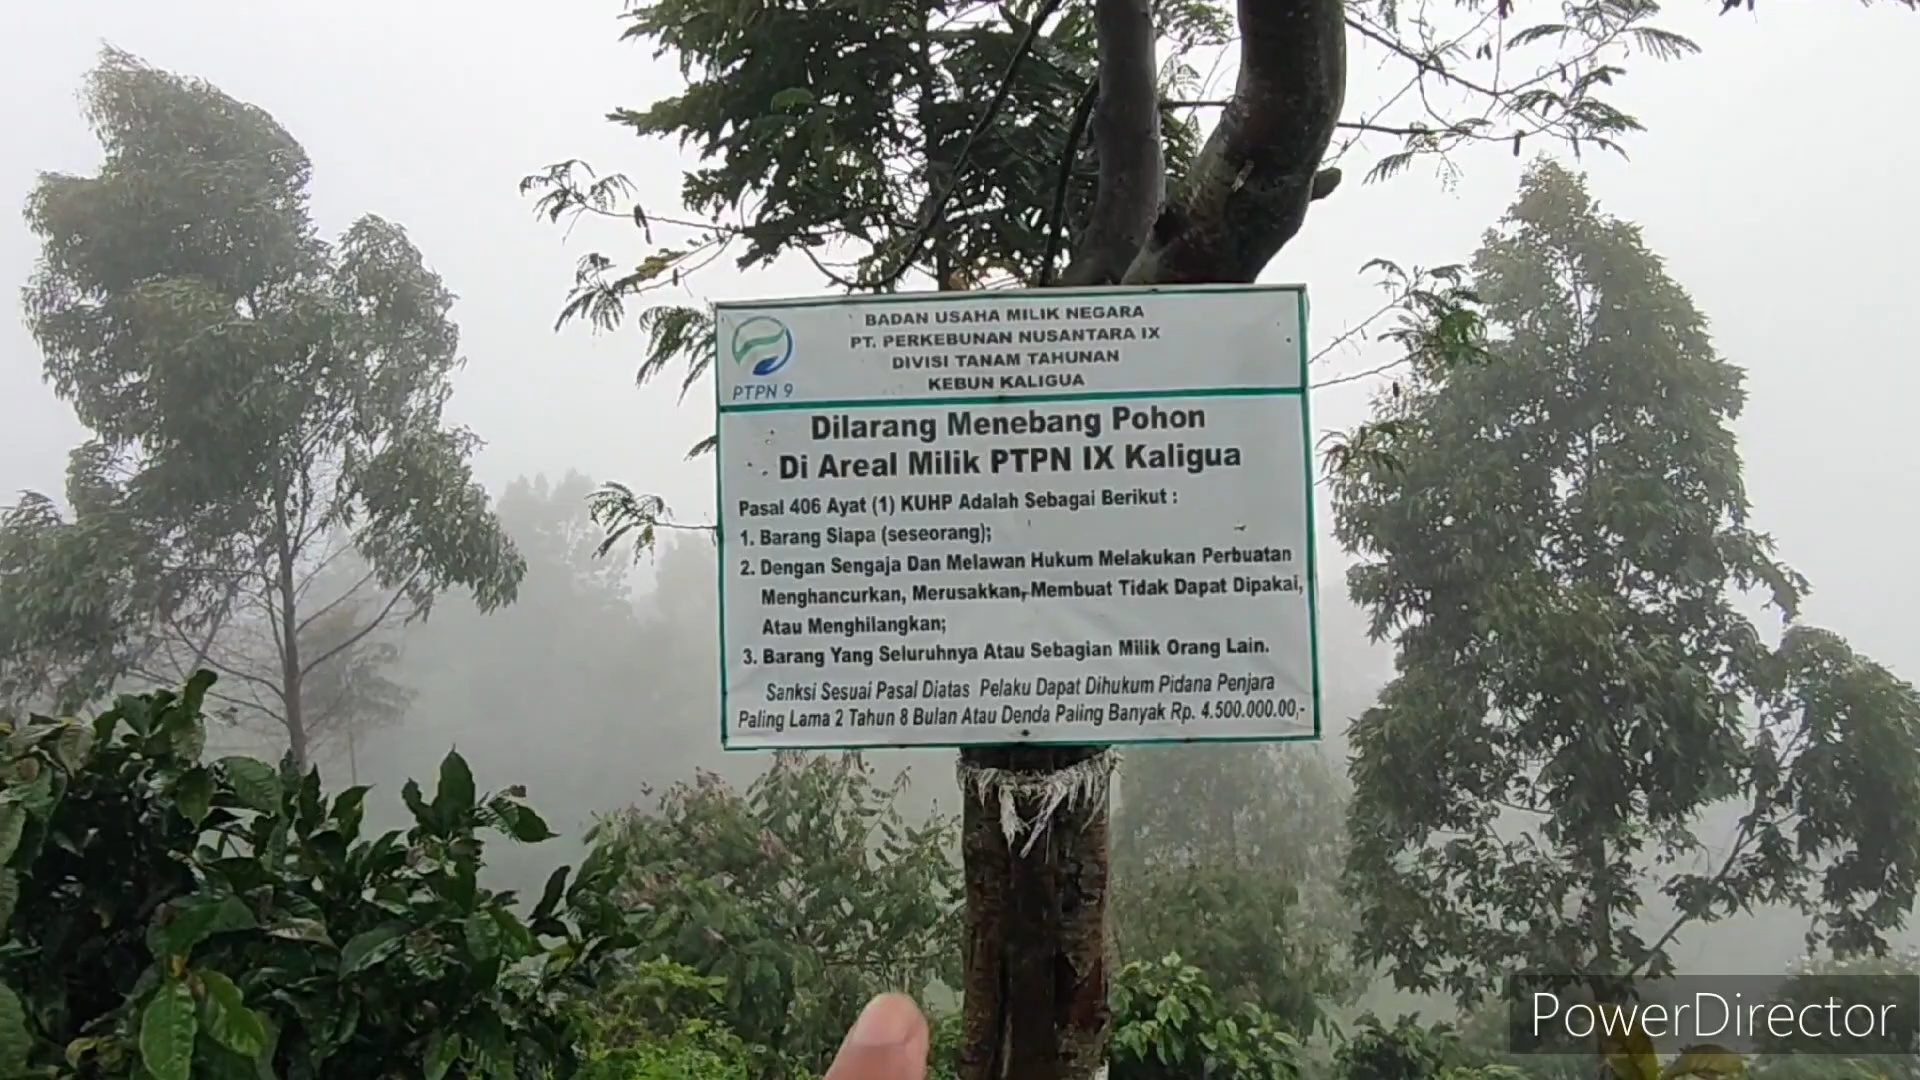 BADAN USAHA MILIK NEGARA
PT. PERKEBUNAN NUSANTARA IX
DIVISI TANAM TAHUNAN
KEBUN KALIGUA
PTPN 9
Dilarang Menebang Pohon
Di Areal Milik PTPN IX Kaligua
Pasal 406 Ayat (1) KUHP Adalah Sebagai Berikut :
1. Barang Siapa (seseorang);
2. Dengan Sengaja Dan Melawan Hukum Melakukan Perbuatan
Menghancurkan, Merusakkan, Membuat Tidak Dapat Dipakai,
Atau Menghilangkan;
3. Barang Yang Seluruhnya Atau Sebagian Milik Orang Lain.
Sanksi Sesuai Pasal Diatas Pelaku Dapat Dihukum Pidana Penjara
Paling Lama 2 Tahun 8 Bulan Atau Denda Paling Banyak Rp. 4.500.000.00,-
PowerDirector